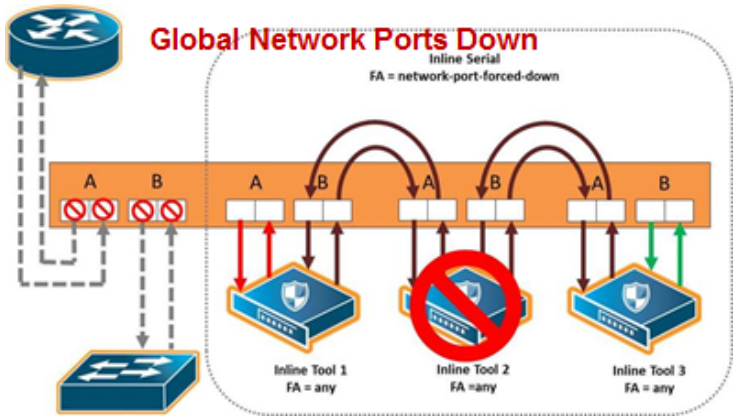 Global Network Ports Down
Inline Serial
FA = network-port-forced-down
A B A B A B A B
Inline Tool 1
FA = any
Inline Tool 2
FA =any
Inline Tool 3
FA = any